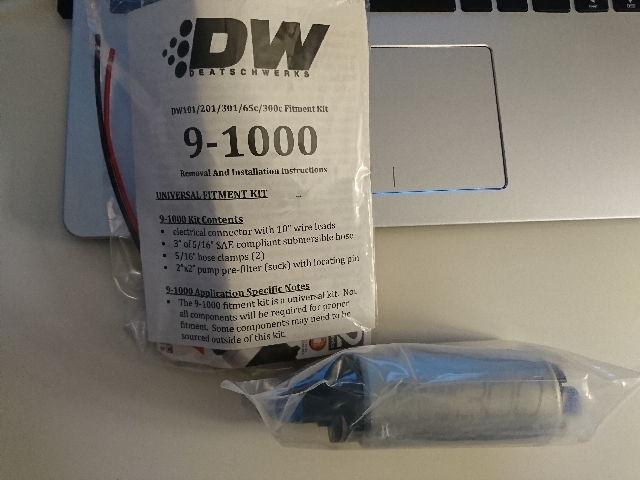 DW
DEATSCHWERKS
DW101/201/301/65c/300c Fitment Kit
9-1000
Removal And Installation Instructions
UNIVERSAL FITMENT KIT
9-1000 Kit Contents
• electrical connector with 10" wire leads
• 3" of 5/16" SAE compliant submersible hose
• 5/16" hose clamps (2)
• 2"x2" pump pre-filter (sock) with locating pin
9-1000 Application Specific Notes
• The 9-1000 fitment kit is a universal kit. Not
all components will be required for proper
fitment. Some components may need to be
sourced outside of this kit.